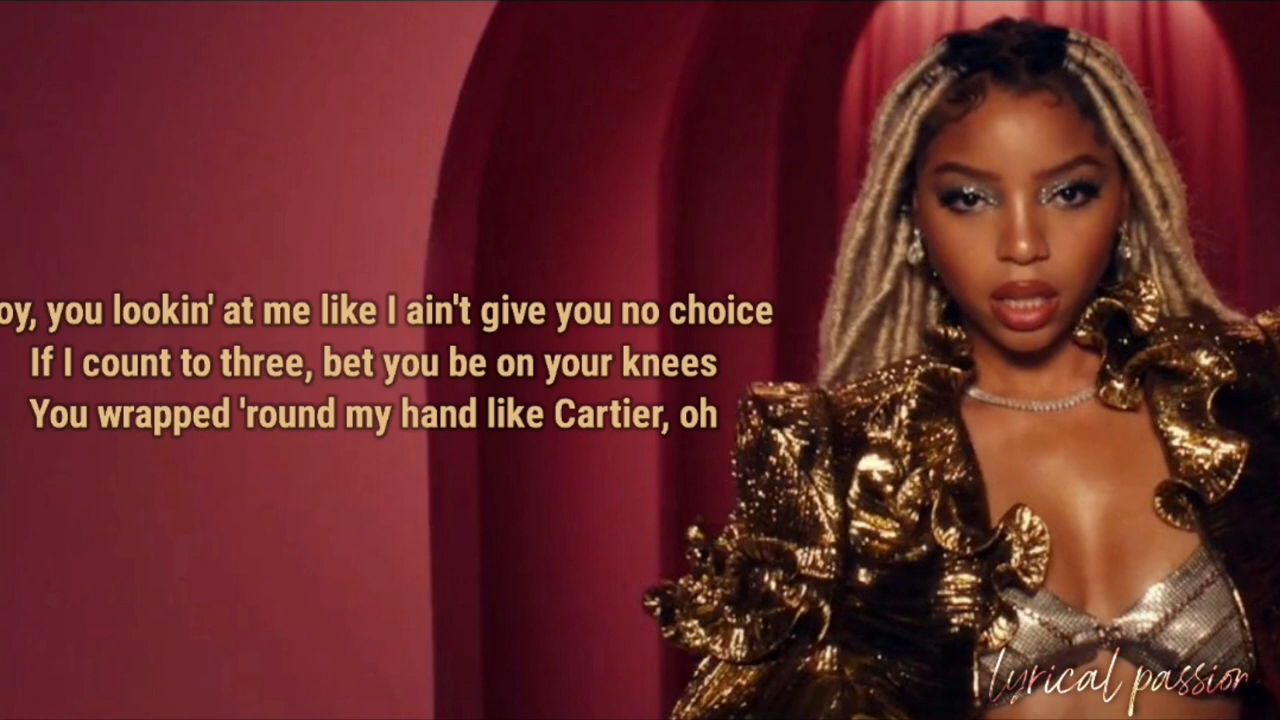 oy, you lookin' at me like I ain't give you no choice
If I count to three, bet you be on your knees
You wrapped 'round my hand like Cartier, oh
lyrical passion